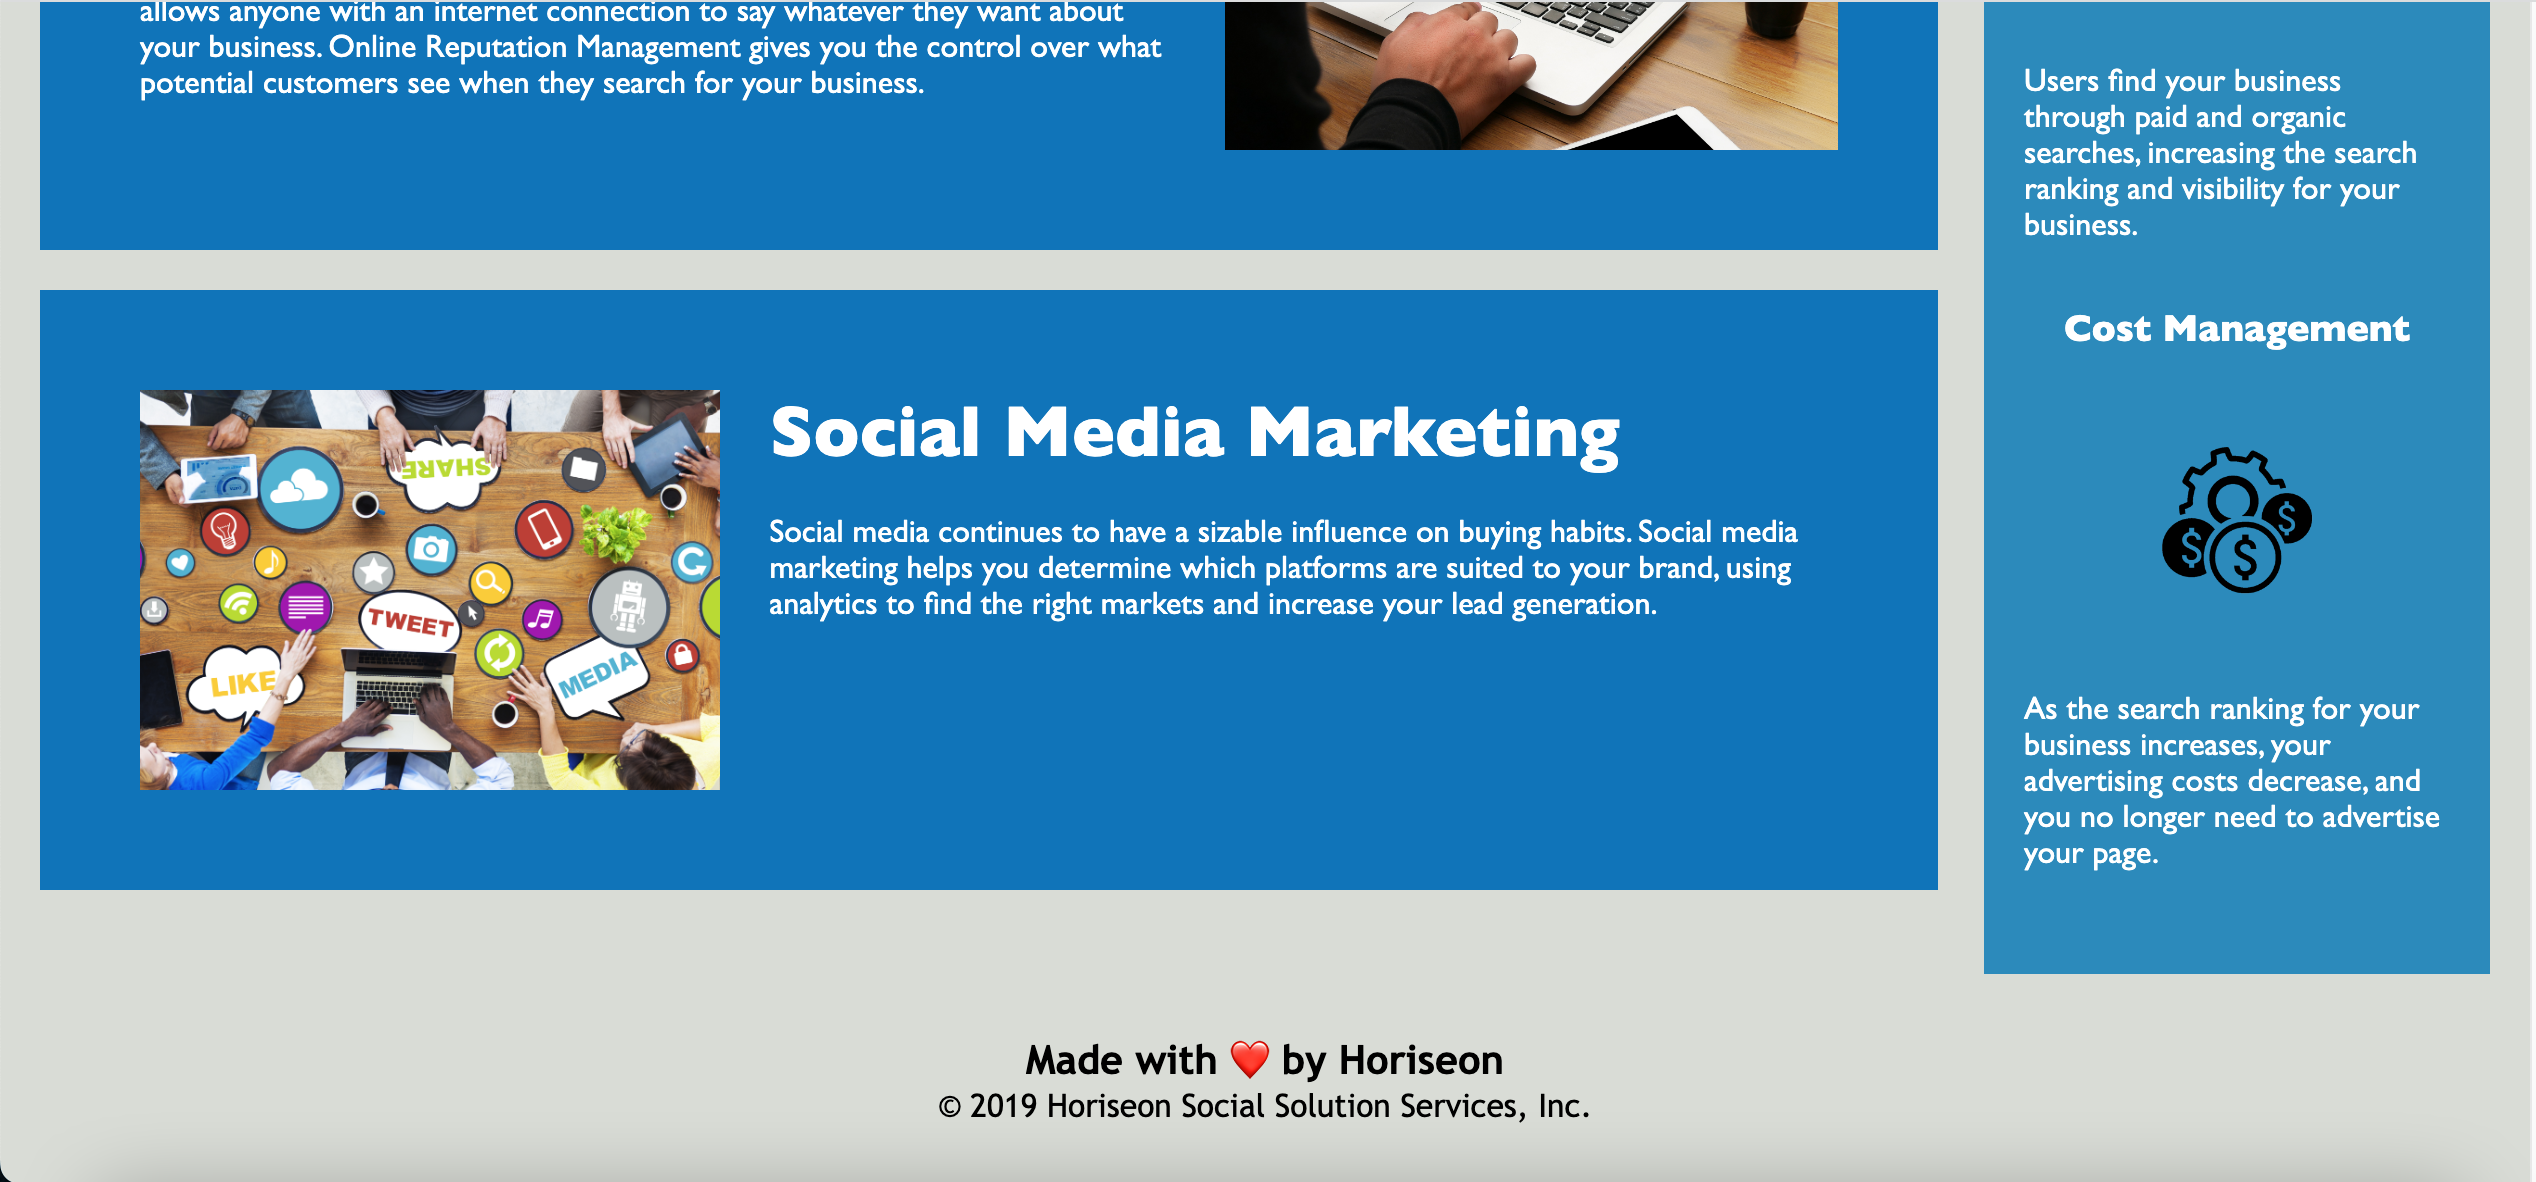 allows anyone with an internet connection to say whatever they want about
your business. Online Reputation Management gives you the control over what
potential customers see when they search for your business.
Social Media Marketing
Social media continues to have a sizable influence on buying habits. Social media
marketing helps you determine which platforms are suited to your brand, using
analytics to find the right markets and increase your lead generation.
SHARE
TWEET
LIKE
MEDIA
Users find your business
through paid and organic
searches, increasing the search
ranking and visibility for your
business.
Cost Management
$ $ $
As the search ranking for your
business increases, your
advertising costs decrease, and
you no longer need to advertise
your page.
Made with ❤️ by Horiseon
© 2019 Horiseon Social Solution Services, Inc.